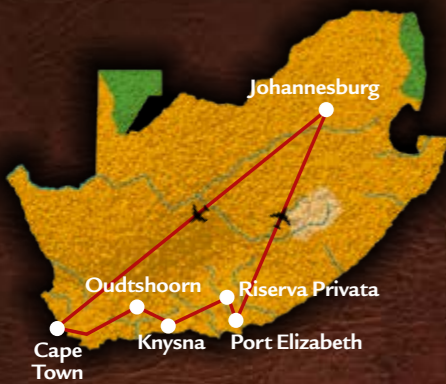 Johannesburg
Oudtshoorn
Riserva Privata
Knysna
Port Elizabeth
Cape
Town